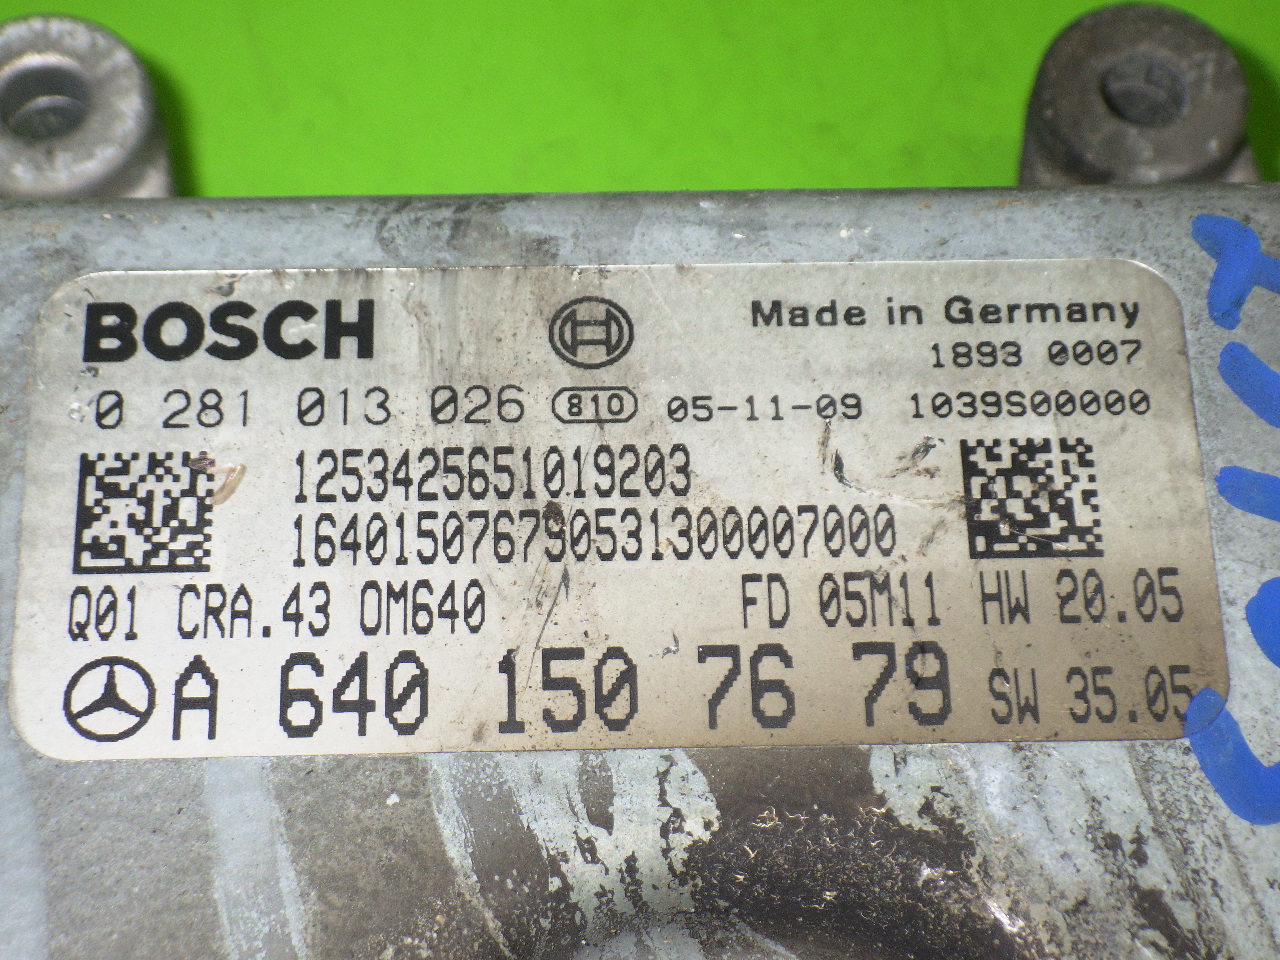 BOSCH
Made in Germany
1893 0007
0 281 013 026 810 05-11-09 1039S00000
1253425651019203
164015076790531300007000
Q01 CRA.43 OM640 FD 05M11 HW 20.05
A 640 150 76 79 SW 35.05